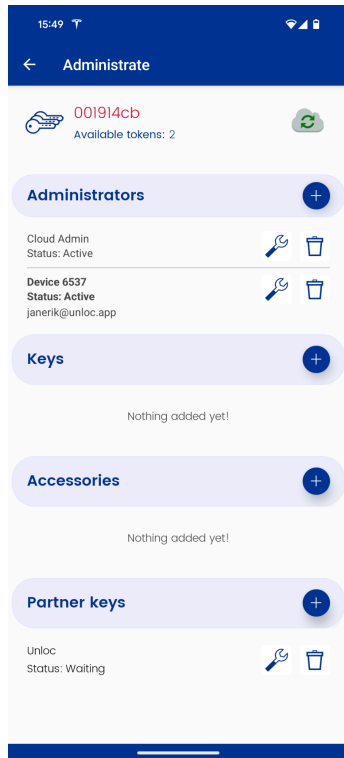 15:49
Administrate
001914cb
Available tokens: 2
Administrators
Cloud Admin
Status: Active
Device 6537
Status: Active
janerik@unloc.app
Keys
Nothing added yet!
Accessories
Nothing added yet!
Partner keys
Unloc
Status: Waiting